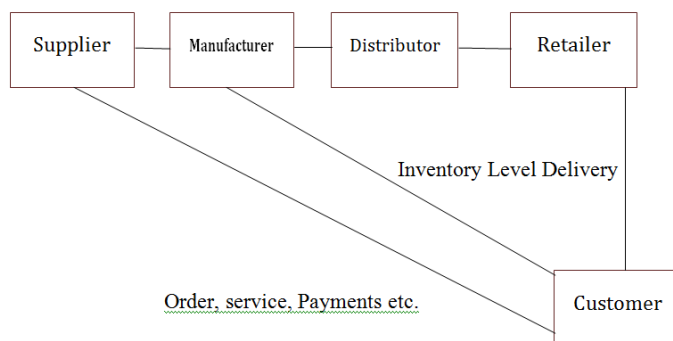 Supplier
Manufacturer
Distributor
Retailer
Inventory Level Delivery
Order, service, Payments etc.
Customer